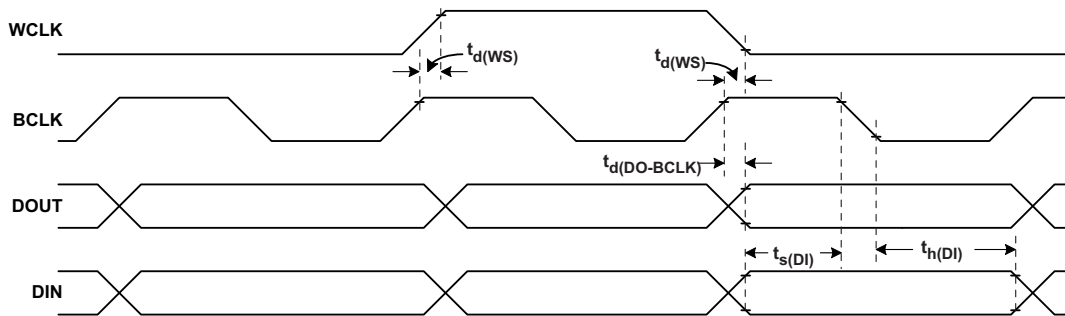 WCLK
t_d(WS)
t_d(WS)
BCLK
t_d(DO-BCLK)
DOUT
t_s(DI)
t_h(DI)
DIN